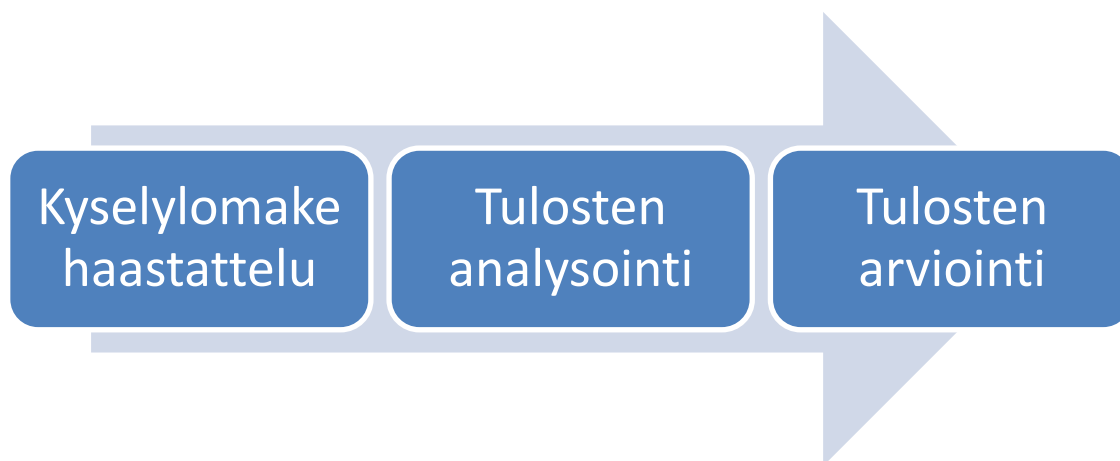 Kyselylomake
haastattelu
Tulosten
analysointi
Tulosten
arviointi